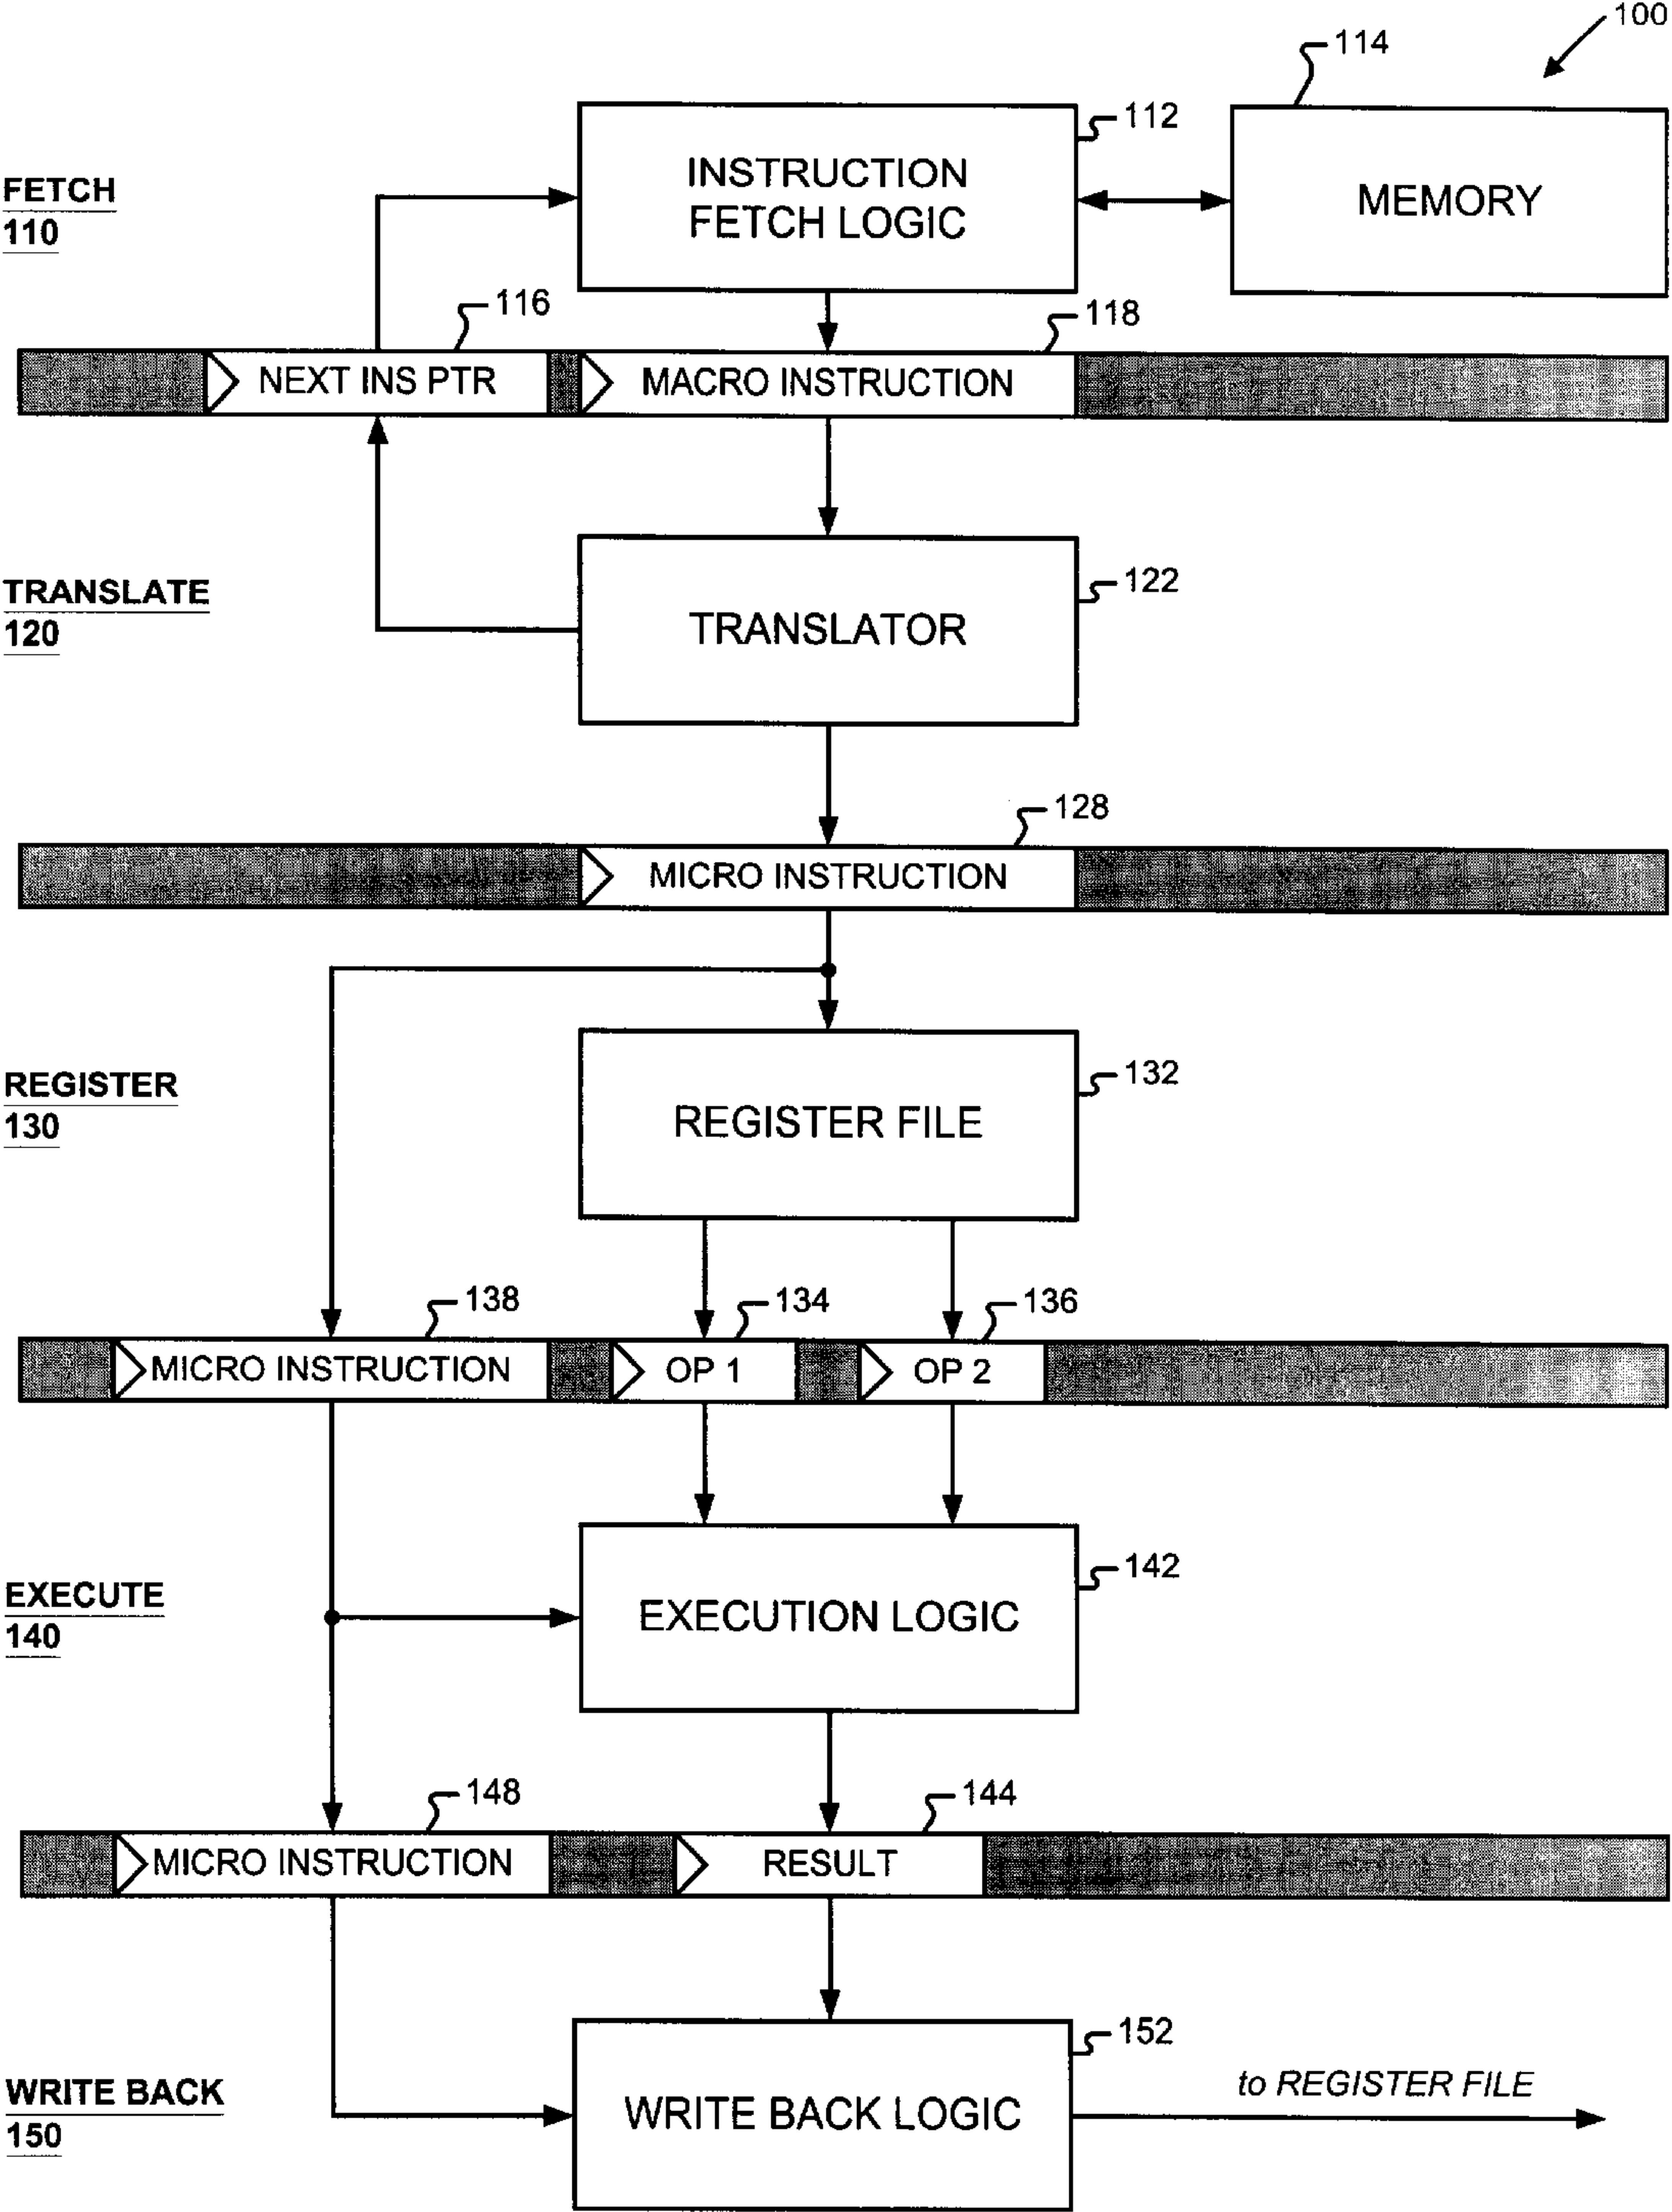 100
114
112
INSTRUCTION
FETCH LOGIC
MEMORY
FETCH
110
116
118
NEXT INS PTR
MACRO INSTRUCTION
TRANSLATE
120
122
TRANSLATOR
128
MICRO INSTRUCTION
REGISTER
130
132
REGISTER FILE
138
134
136
MICRO INSTRUCTION
OP 1
OP 2
EXECUTE
140
142
EXECUTION LOGIC
148
144
MICRO INSTRUCTION
RESULT
WRITE BACK
150
152
WRITE BACK LOGIC
to REGISTER FILE